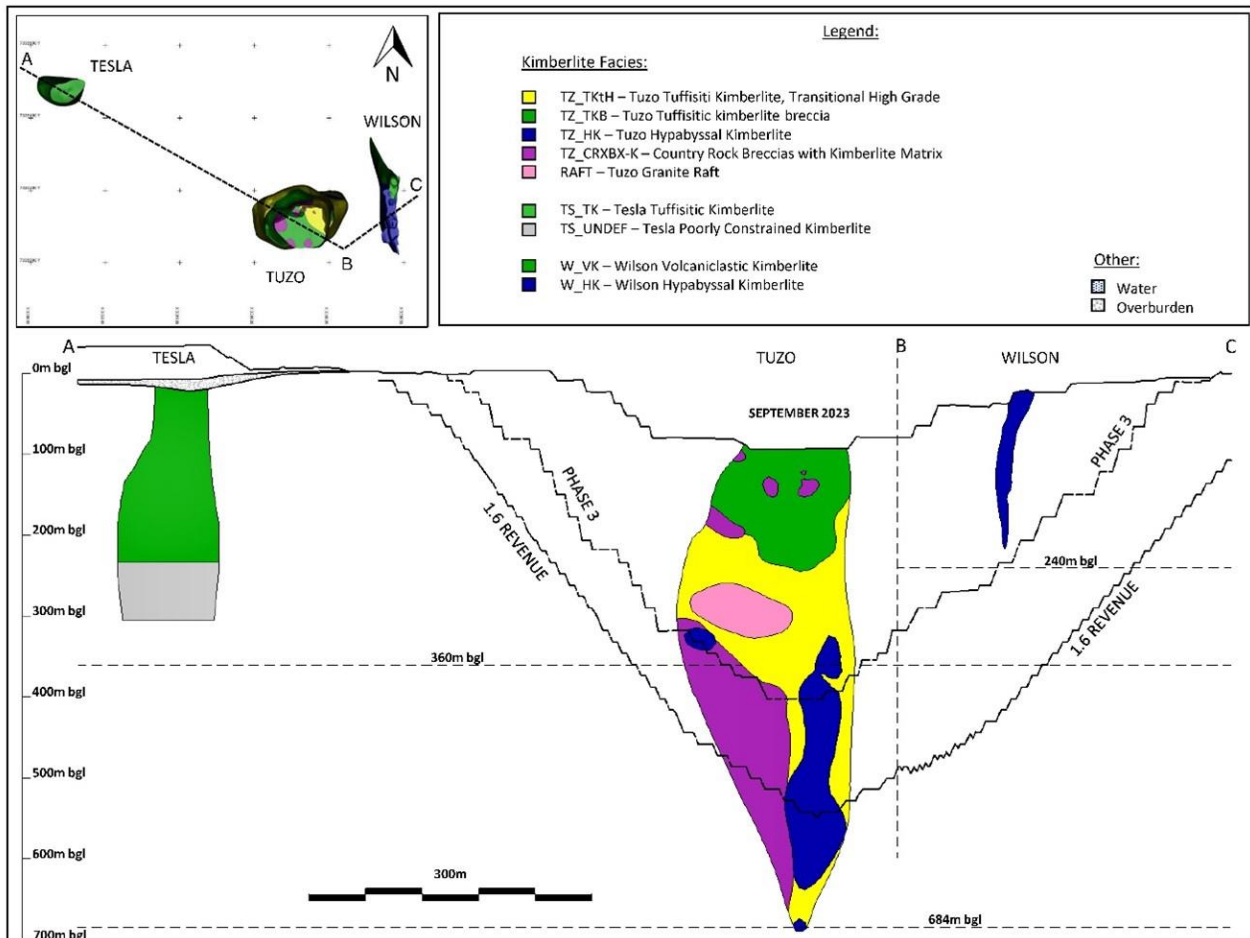 A
TESLA
N
WILSON
C
TUZO
B
Legend:
Kimberlite Facies:
TZ_TKtH – Tuzo Tuffisiti Kimberlite, Transitional High Grade
TZ_TKB – Tuzo Tuffisitic kimberlite breccia
TZ_HK – Tuzo Hypabyssal Kimberlite
TZ_CRXBX-K – Country Rock Breccias with Kimberlite Matrix
RAFT – Tuzo Granite Raft
TS_TK – Tesla Tuffisitic Kimberlite
TS_UNDEF – Tesla Poorly Constrained Kimberlite
W_VK – Wilson Volcaniclastic Kimberlite
W_HK – Wilson Hypabyssal Kimberlite
Other:
Water
Overburden
A
TESLA
TUZO
B
WILSON
C
0m bgl
SEPTEMBER 2023
100m bgl
PHASE 3
PHASE 3
200m bgl
1.6 REVENUE
240m bgl
1.6 REVENUE
300m bgl
360m bgl
400m bgl
500m bgl
600m bgl
300m
684m bgl
700m bgl